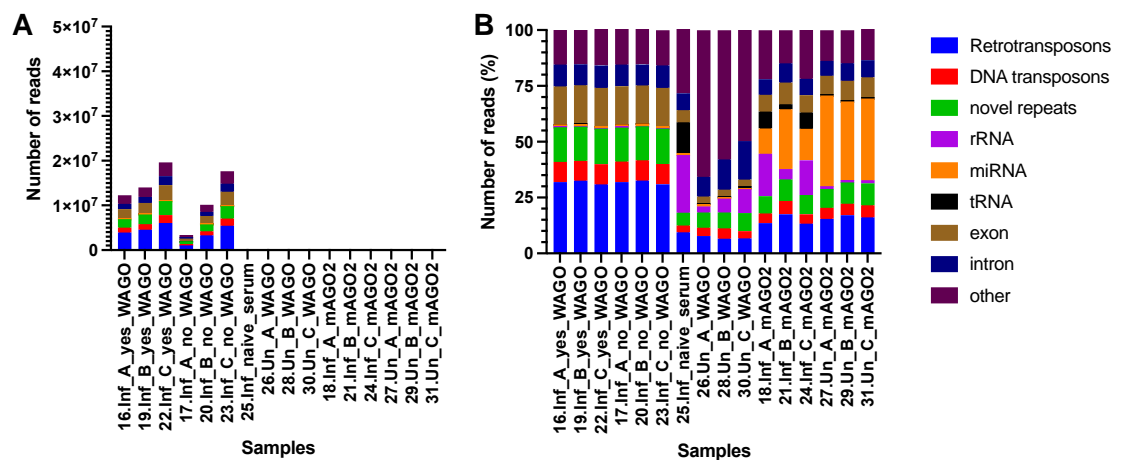 A
Number of reads
5×10⁷
4×10⁷
3×10⁷
2×10⁷
1×10⁷
0
16.Inf_A_yes_WAGO
19.Inf_B_yes_WAGO
22.Inf_C_yes_WAGO
17.Inf_A_no_WAGO
20.Inf_B_no_WAGO
23.Inf_C_no_WAGO
25.Inf_naive_serum
26.Un_A_WAGO
28.Un_B_WAGO
30.Un_C_WAGO
18.Inf_A_mAGO2
21.Inf_B_mAGO2
24.Inf_C_mAGO2
27.Un_A_mAGO2
29.Un_B_mAGO2
31.Un_C_mAGO2
Samples
B
Number of reads (%)
100
75
50
25
0
16.Inf_A_yes_WAGO
19.Inf_B_yes_WAGO
22.Inf_C_yes_WAGO
17.Inf_A_no_WAGO
20.Inf_B_no_WAGO
23.Inf_C_no_WAGO
25.Inf_naive_serum
26.Un_A_WAGO
28.Un_B_WAGO
30.Un_C_WAGO
18.Inf_A_mAGO2
21.Inf_B_mAGO2
24.Inf_C_mAGO2
27.Un_A_mAGO2
29.Un_B_mAGO2
31.Un_C_mAGO2
Samples
Retrotransposons
DNA transposons
novel repeats
rRNA
miRNA
tRNA
exon
intron
other